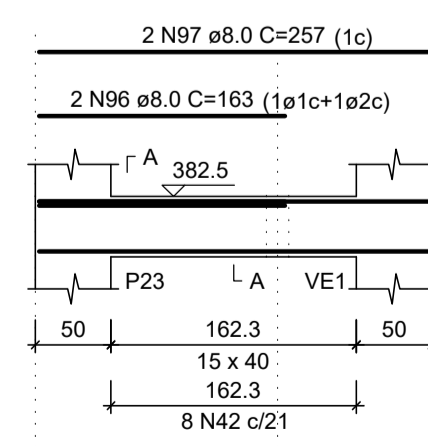 2 N97 ø8.0 C=257 (1c)
2 N96 ø8.0 C=163 (1ø1c+1ø2c)
A
382.5
P23
A
VE1
50
162.3
50
15 x 40
162.3
8 N42 c/21